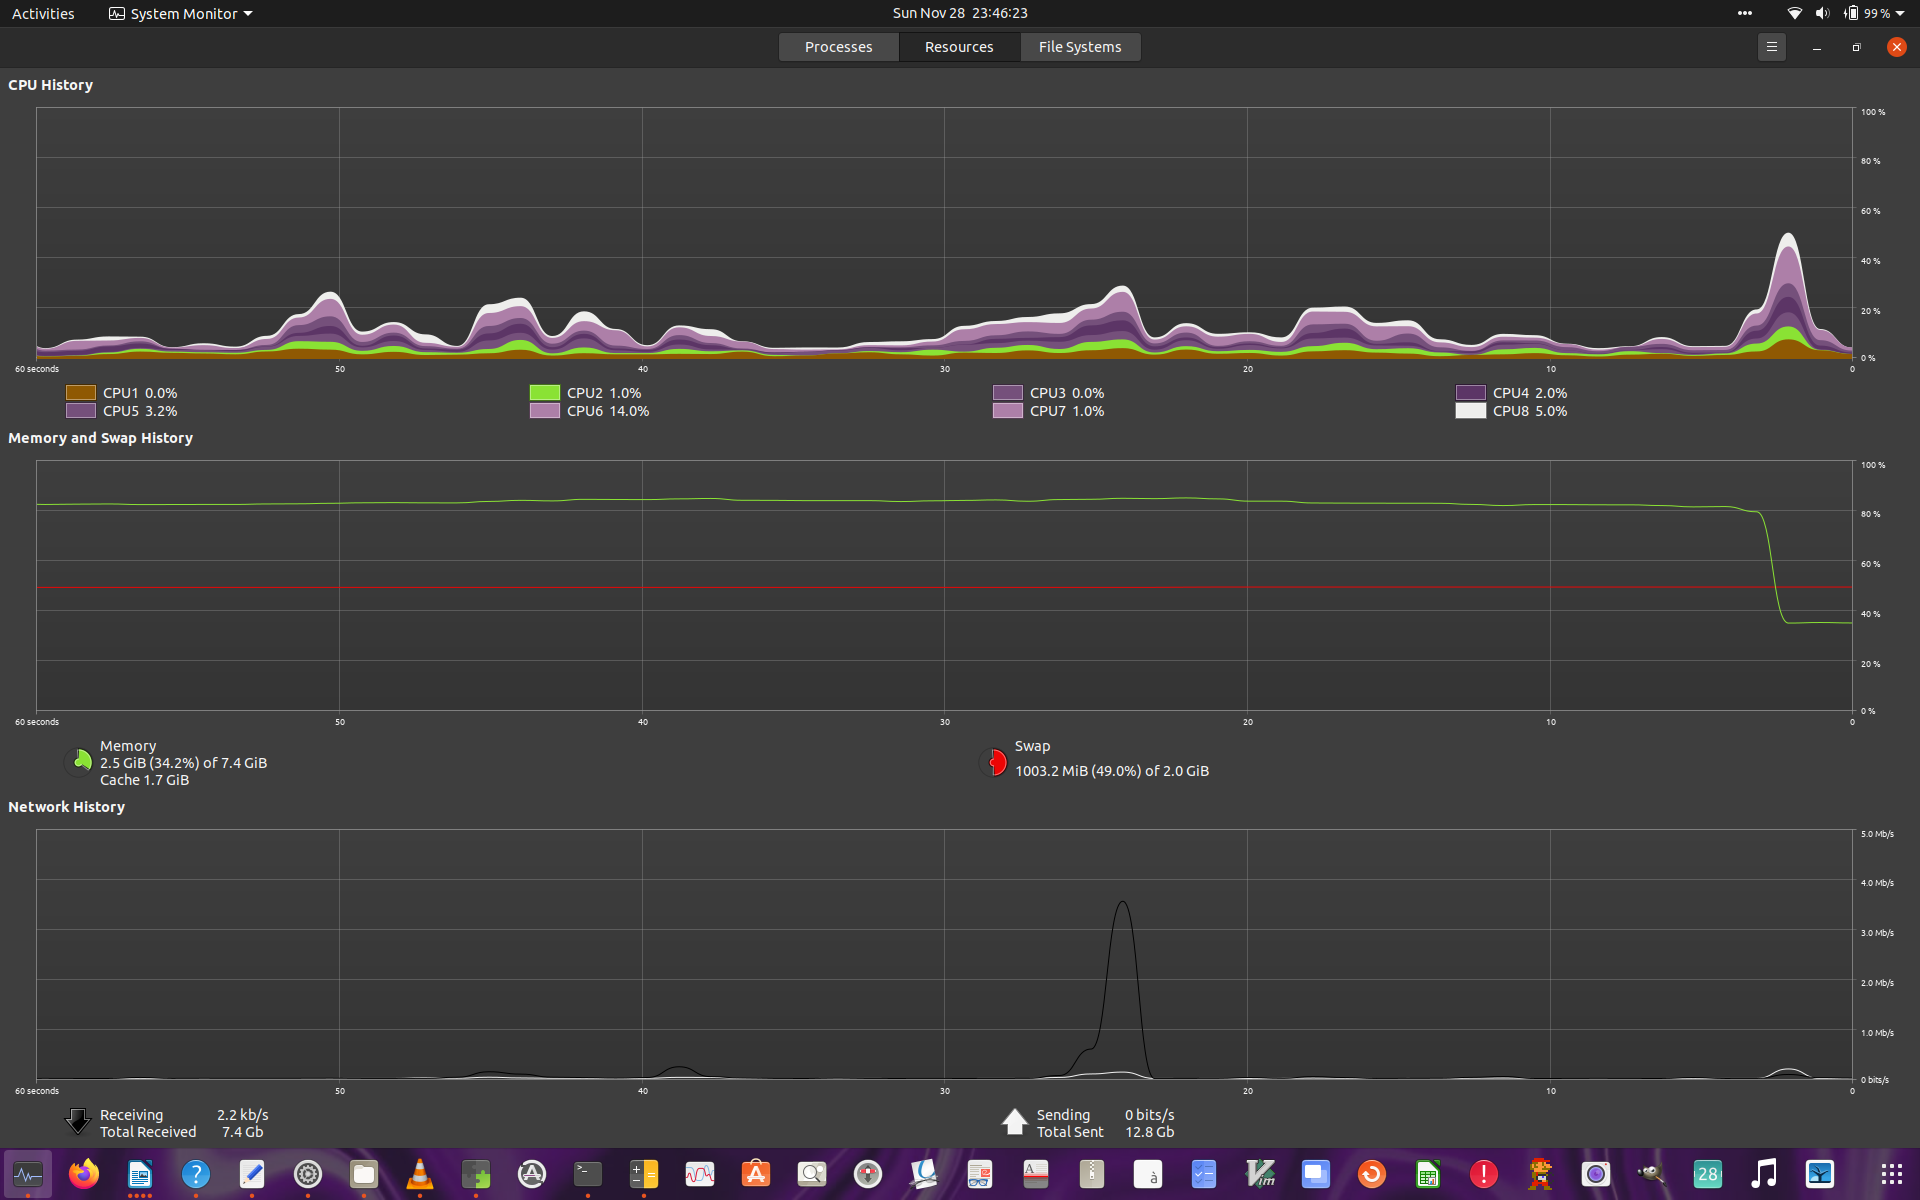 Activities System Monitor Sun Nov 28 23:46:23 99 %
Processes Resources File Systems
CPU History
100 %
80 %
60 %
40 %
20 %
0 %
60 seconds 50 40 30 20 10 0
CPU1 0.0% CPU2 1.0% CPU3 0.0% CPU4 2.0%
CPU5 3.2% CPU6 14.0% CPU7 1.0% CPU8 5.0%
Memory and Swap History
100 %
80 %
60 %
40 %
20 %
0 %
60 seconds 50 40 30 20 10 0
Memory Swap
2.5 GiB (34.2%) of 7.4 GiB 1003.2 MiB (49.0%) of 2.0 GiB
Cache 1.7 GiB
Network History
5.0 Mb/s
4.0 Mb/s
3.0 Mb/s
2.0 Mb/s
1.0 Mb/s
0 bits/s
60 seconds 50 40 30 20 10 0
Receiving 2.2 kb/s Sending 0 bits/s
Total Received 7.4 Gb Total Sent 12.8 Gb
? >_ A à Vim ! 28